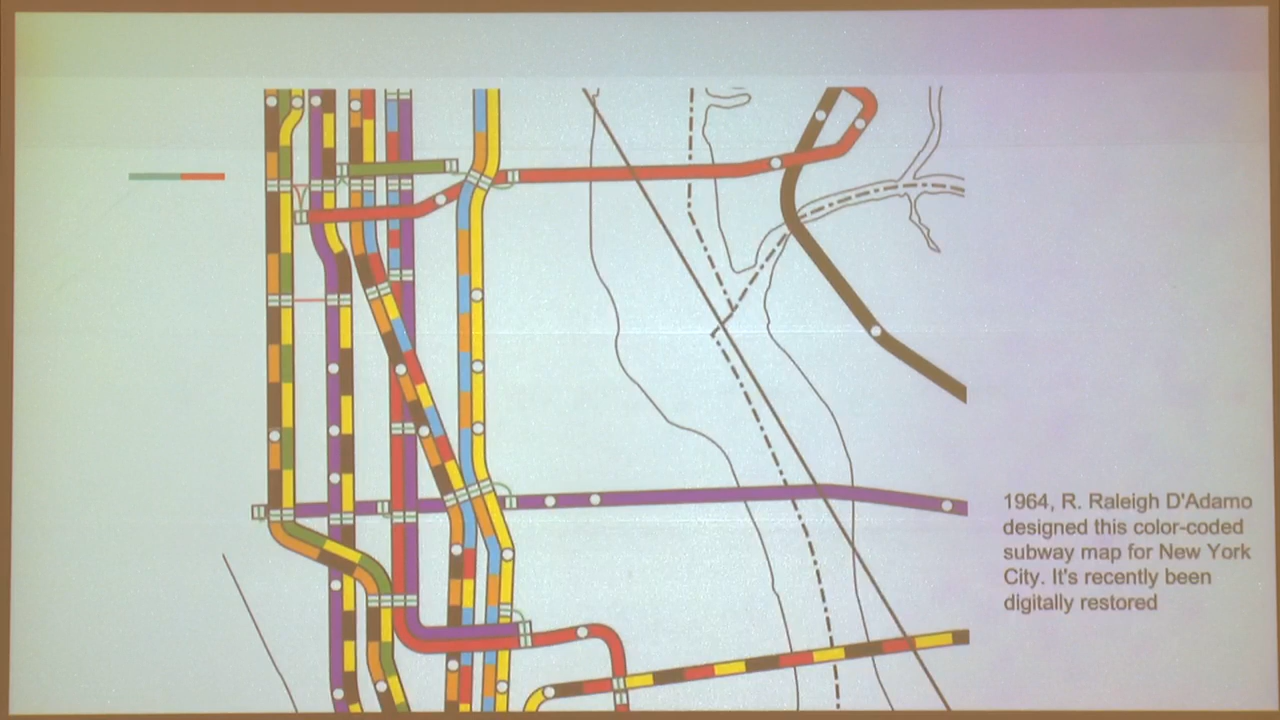 1964, R. Raleigh D'Adamo
designed this color-coded
subway map for New York
City. It's recently been
digitally restored